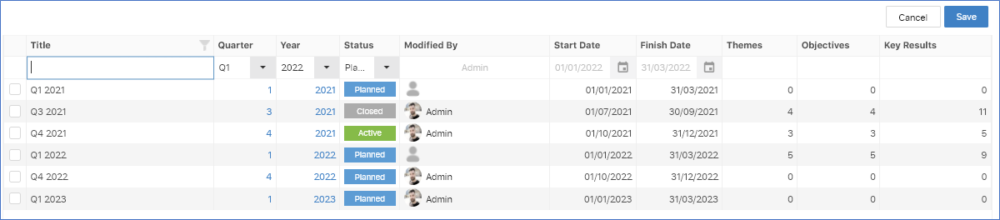 Cancel Save
Title Quarter Year Status Modified By Start Date Finish Date Themes Objectives Key Results
Q1 2022 Pla... Admin 01/01/2022 31/03/2022
Q1 2021 1 2021 Planned 01/01/2021 31/03/2021 0 0 0
Q3 2021 3 2021 Closed Admin 01/07/2021 30/09/2021 4 4 11
Q4 2021 4 2021 Active Admin 01/10/2021 31/12/2021 3 3 5
Q1 2022 1 2022 Planned 01/01/2022 31/03/2022 5 5 9
Q4 2022 4 2022 Planned Admin 01/10/2022 31/12/2022 0 0 0
Q1 2023 1 2023 Planned Admin 01/01/2023 31/03/2023 0 0 0